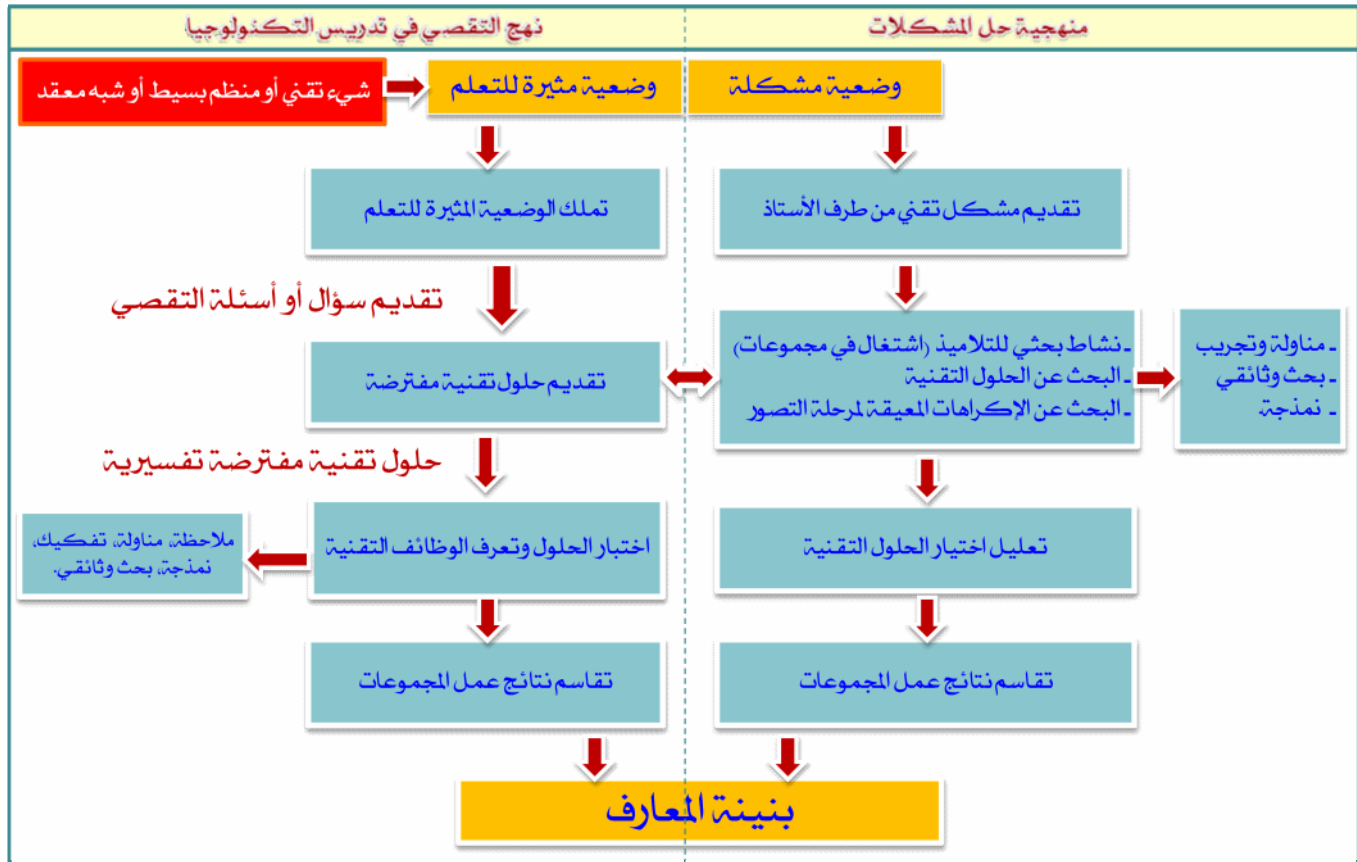 منهجية حل المشكلات
نهج التقصي في تدريس التكنولوجيا
وضعية مشكلة
وضعية مثيرة للتعلم
شيء تقني أو منظم بسيط أو شبه معقد
تقديم مشكل تقني من طرف الأستاذ
تملك الوضعية المثيرة للتعلم
تقديم سؤال أو أسئلة التقصي
- مناولة وتجريب
- بحث وثائقي
- نمذجة
- نشاط بحثي للتلاميذ (اشتغال في مجموعات)
- البحث عن الحلول التقنية
- البحث عن الإكراهات المعيقة لمرحلة التصور
تقديم حلول تقنية مفترضة
حلول تقنية مفترضة تفسيرية
تعليل اختيار الحلول التقنية
اختبار الحلول وتعرف الوظائف التقنية
ملاحظة، مناولة، تفكيك،
نمذجة، بحث وثائقي.
تقاسم نتائج عمل المجموعات
تقاسم نتائج عمل المجموعات
بنينة المعارف